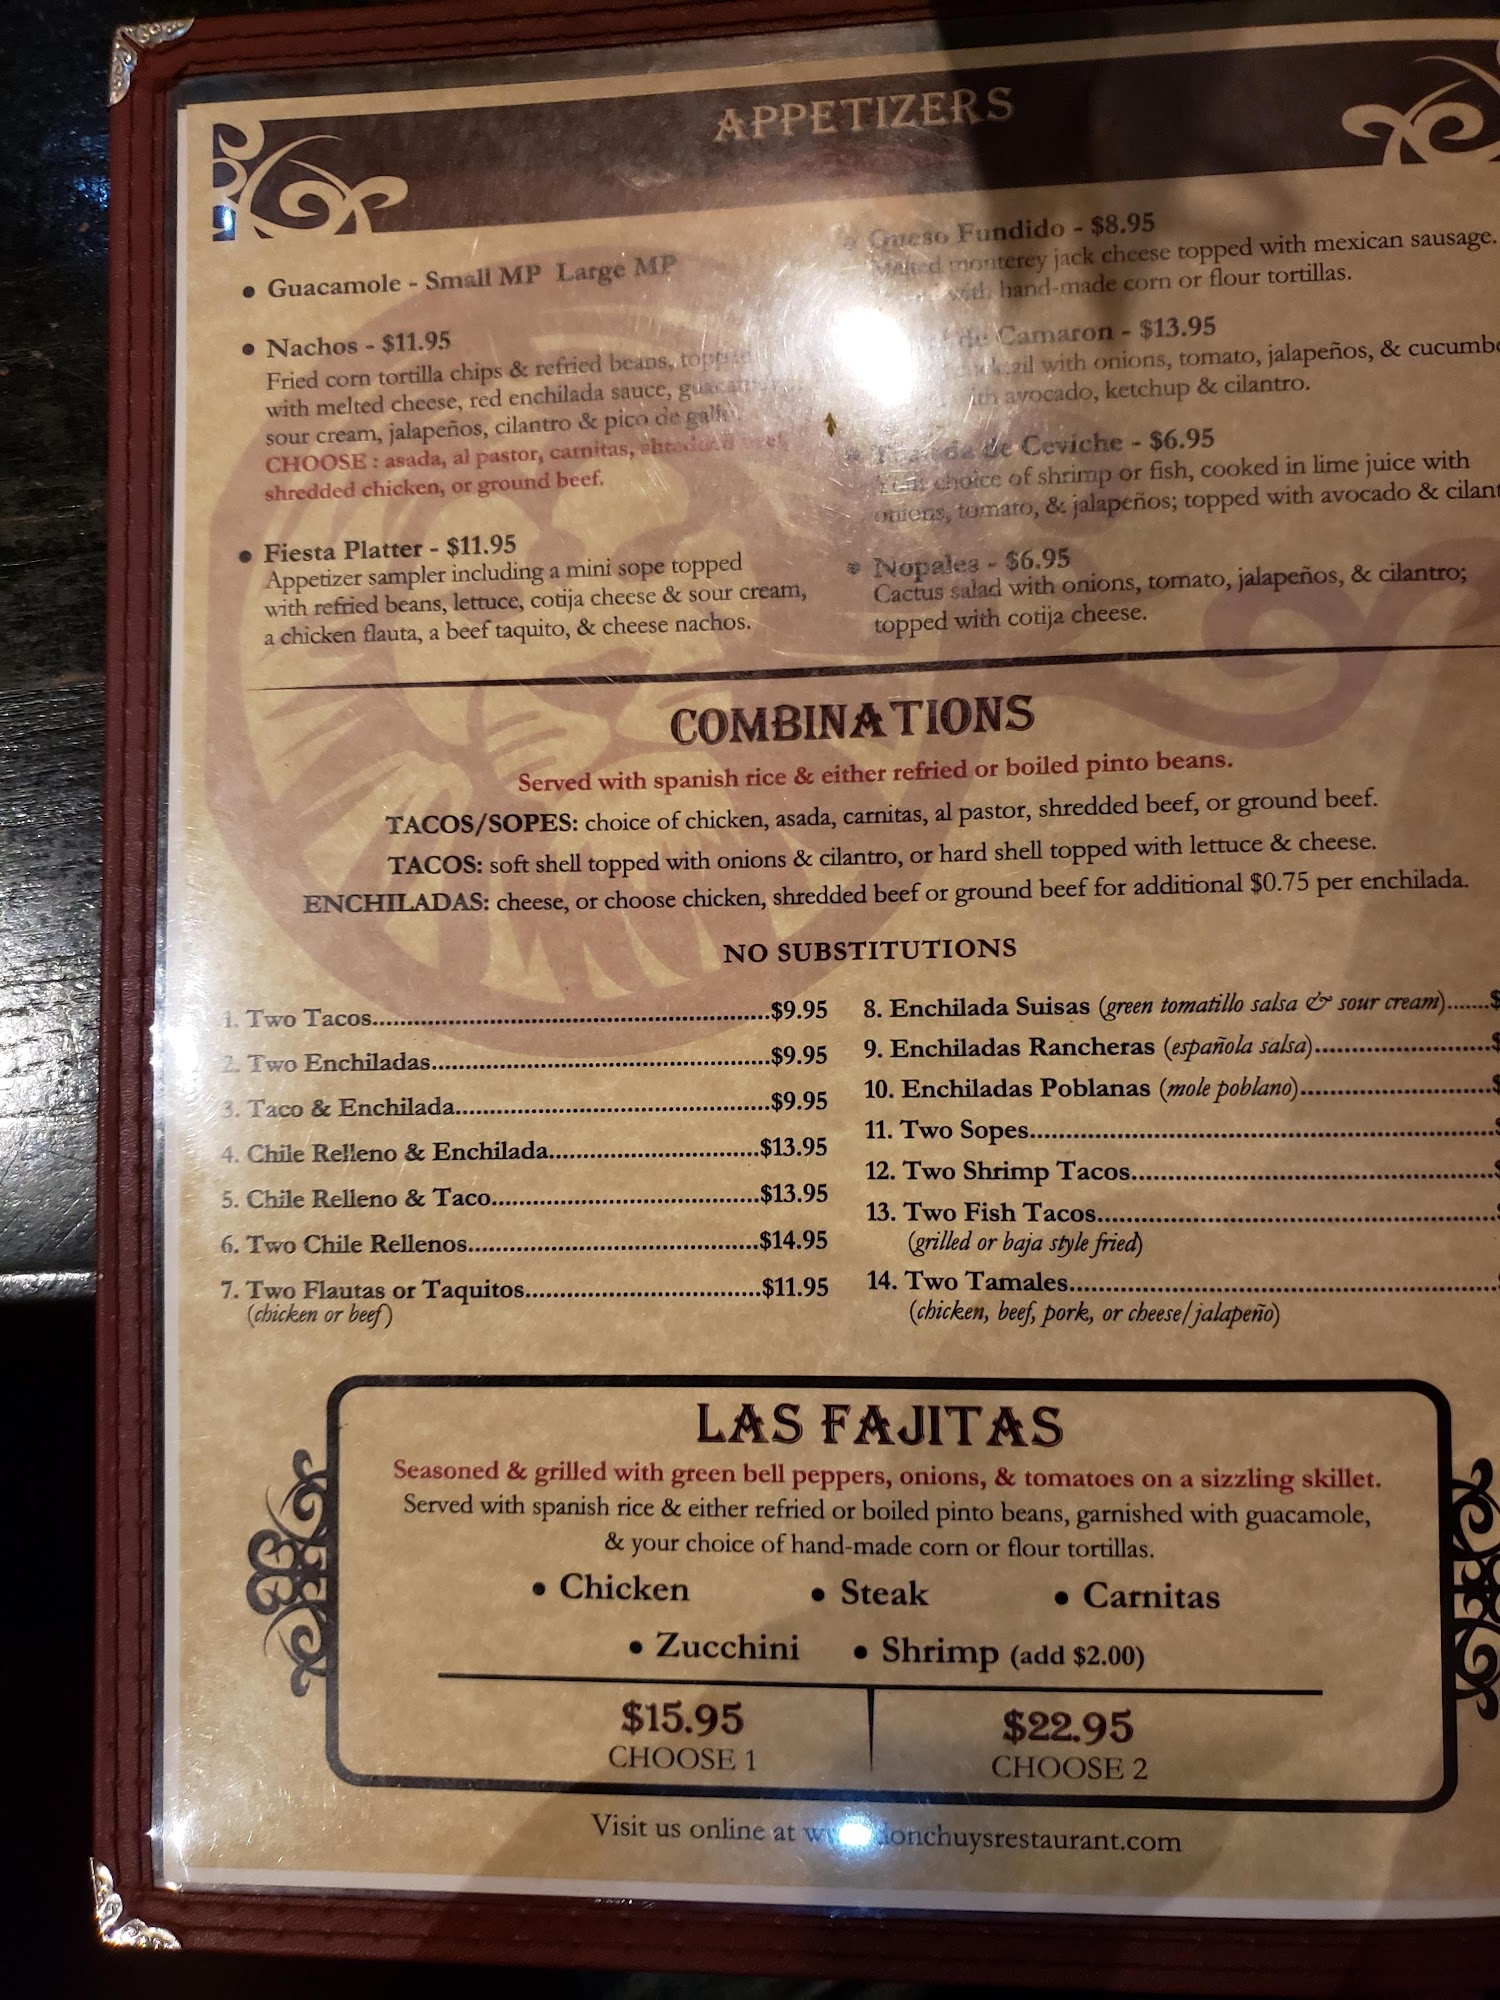 APPETIZERS
• Guacamole - Small MP Large MP
• Nachos - $11.95
Fried corn tortilla chips & refried beans, topped
with melted cheese, red enchilada sauce, guacamole,
sour cream, jalapeños, cilantro & pico de gallo.
CHOOSE : asada, al pastor, carnitas, shredded beef,
shredded chicken, or ground beef.
• Fiesta Platter - $11.95
Appetizer sampler including a mini sope topped
with refried beans, lettuce, cotija cheese & sour cream,
a chicken flauta, a beef taquito, & cheese nachos.
• Queso Fundido - $8.95
Melted monterey jack cheese topped with mexican sausage.
with hand-made corn or flour tortillas.
de Camaron - $13.95
with onions, tomato, jalapeños, &
avocado, ketchup & cilantro.
• Tostada de Ceviche - $6.95
Your choice of shrimp or fish, cooked in lime juice with
onions, tomato, & jalapeños; topped with avocado &
• Nopales - $6.95
Cactus salad with onions, tomato, jalapeños, & cilantro;
topped with cotija cheese.
COMBINATIONS
Served with spanish rice & either refried or boiled pinto beans.
TACOS/SOPES: choice of chicken, asada, carnitas, al pastor, shredded beef, or ground beef.
TACOS: soft shell topped with onions & cilantro, or hard shell topped with lettuce & cheese.
ENCHILADAS: cheese, or choose chicken, shredded beef or ground beef for additional $0.75 per enchilada.
NO SUBSTITUTIONS
1. Two Tacos...$9.95
2. Two Enchiladas...$9.95
3. Taco & Enchilada...$9.95
4. Chile Relleno & Enchilada...$13.95
5. Chile Relleno & Taco...$13.95
6. Two Chile Rellenos...$14.95
7. Two Flautas or Taquitos...$11.95
(chicken or beef)
8. Enchilada Suisas (green tomatillo salsa & sour cream)...
9. Enchiladas Rancheras (española salsa)...
10. Enchiladas Poblanas (mole poblano)...
11. Two Sopes...
12. Two Shrimp Tacos...
13. Two Fish Tacos...
(grilled or baja style fried)
14. Two Tamales...
(chicken, beef, pork, or cheese/jalapeño)
LAS FAJITAS
Seasoned & grilled with green bell peppers, onions, & tomatoes on a sizzling skillet.
Served with spanish rice & either refried or boiled pinto beans, garnished with guacamole,
& your choice of hand-made corn or flour tortillas.
• Chicken • Steak • Carnitas
• Zucchini • Shrimp (add $2.00)
$15.95 $22.95
CHOOSE 1 CHOOSE 2
Visit us online at www.donchuysrestaurant.com